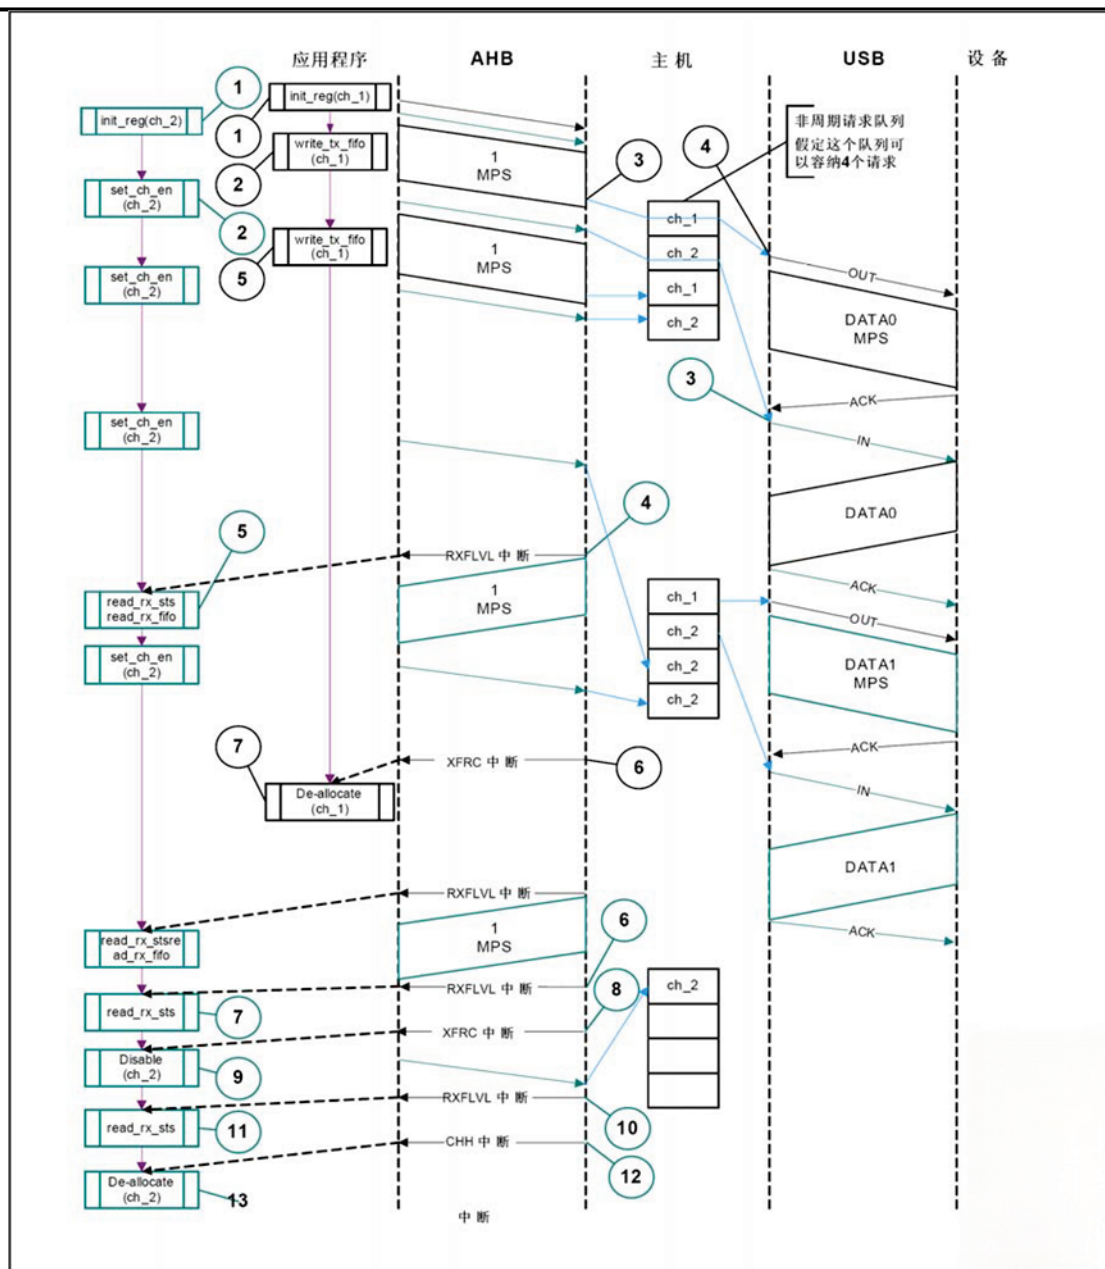 应用程序
AHB
主机
USB
设备
1
init_reg(ch_1)
init_reg(ch_2)
1
非周期请求队列
假定这个队列可
以容纳4个请求
write_tx_fifo
(ch_1)
1
MPS
3
4
2
set_ch_en
(ch_2)
2
ch_1
write_tx_fifo
(ch_1)
5
1
MPS
ch_2
set_ch_en
(ch_2)
ch_1
ch_2
OUT
DATA0
MPS
3
ACK
set_ch_en
(ch_2)
IN
4
DATA0
5
RXFLVL 中断
read_rx_sts
read_rx_fifo
1
MPS
ch_1
ACK
OUT
ch_2
set_ch_en
(ch_2)
ch_2
ch_2
DATA1
MPS
7
XFRC 中断
6
ACK
De-allocate
(ch_1)
IN
DATA1
RXFLVL 中断
read_rx_stsre
ad_rx_fifo
1
MPS
6
ACK
RXFLVL 中断
8
ch_2
read_rx_sts
7
XFRC 中断
Disable
(ch_2)
9
RXFLVL 中断
10
read_rx_sts
11
CHH 中断
12
De-allocate
(ch_2)
13
中断